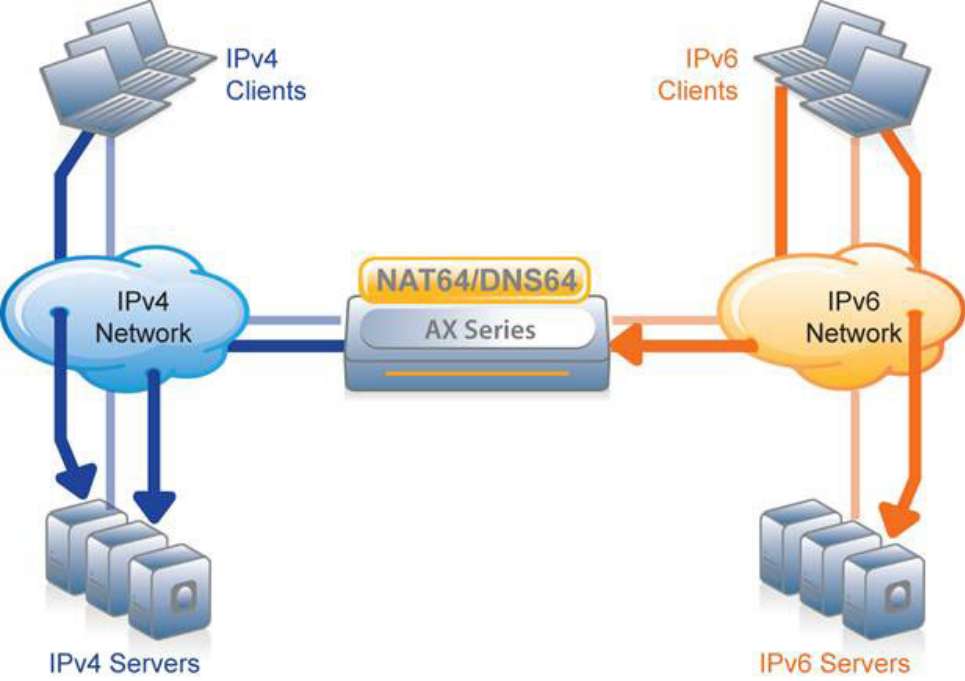 IPv4
Clients
IPv6
Clients
NAT64/DNS64
AX Series
IPv4
Network
IPv6
Network
IPv4 Servers
IPv6 Servers